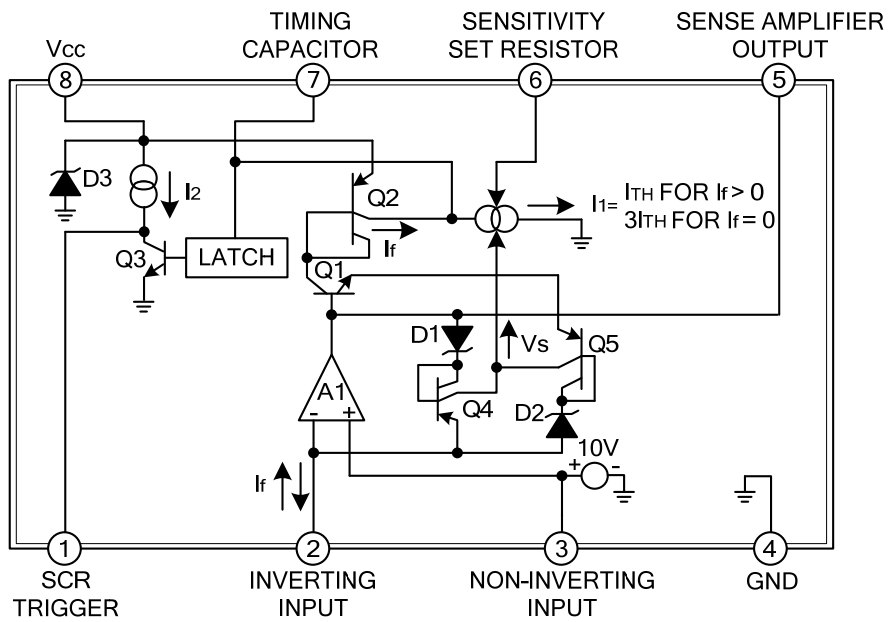 TIMING
CAPACITOR
SENSITIVITY
SET RESISTOR
SENSE AMPLIFIER
OUTPUT
Vcc
8
7
6
5
D3
I2
Q2
If
I1= ITH FOR If > 0
3ITH FOR If = 0
Q3
LATCH
Q1
D1
Vs
Q5
A1
- +
Q4
D2
10V
+ -
If
1
2
3
4
SCR
TRIGGER
INVERTING
INPUT
NON-INVERTING
INPUT
GND